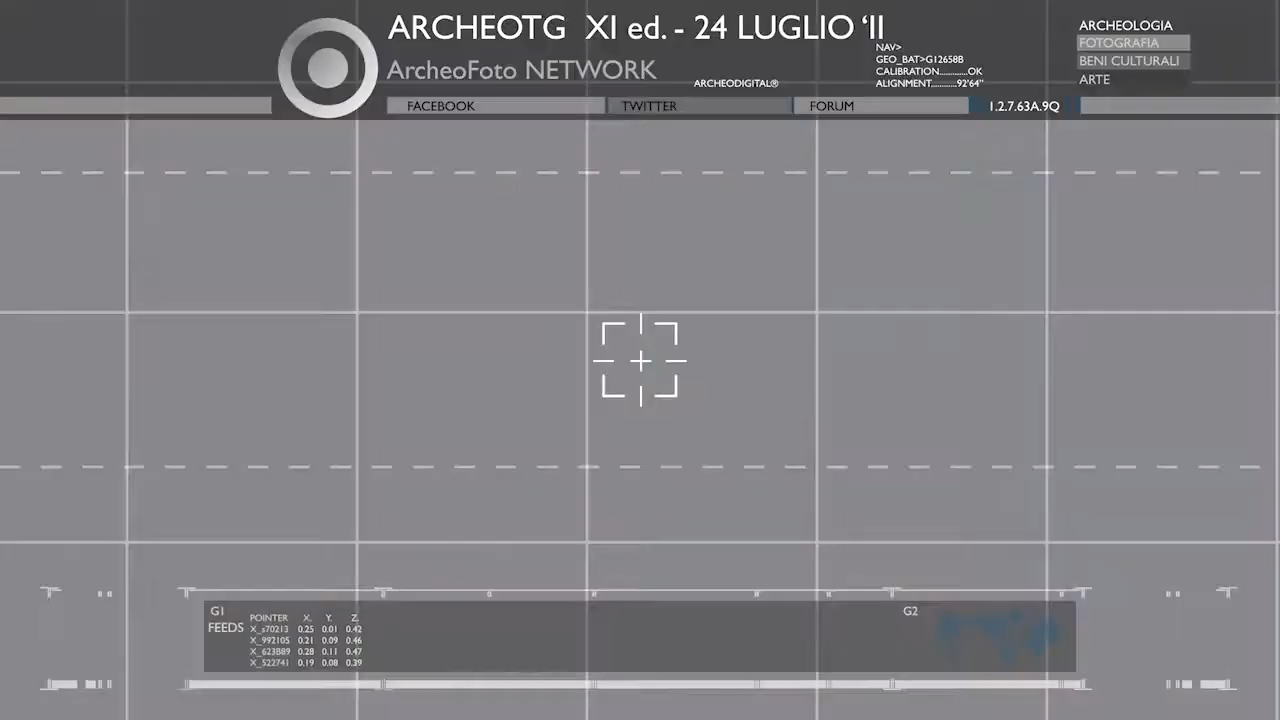 ARCHEOTG XI ed. - 24 LUGLIO ‘II
ArcheoFoto NETWORK
ARCHEODIGITAL®
NAV>
GEO_BAT>G12658B
CALIBRATION.............OK
ALIGNMENT............92'64"
ARCHEOLOGIA
FOTOGRAFIA
BENI CULTURALI
ARTE
FACEBOOK TWITTER FORUM 1.2.7.63A.9Q
G1 G2
FEEDS
POINTER X. Y. Z.
X_s70213 0.25 0.01 0.42
X_992105 0.21 0.09 0.46
X_623B89 0.28 0.11 0.47
X_522741 0.19 0.08 0.39